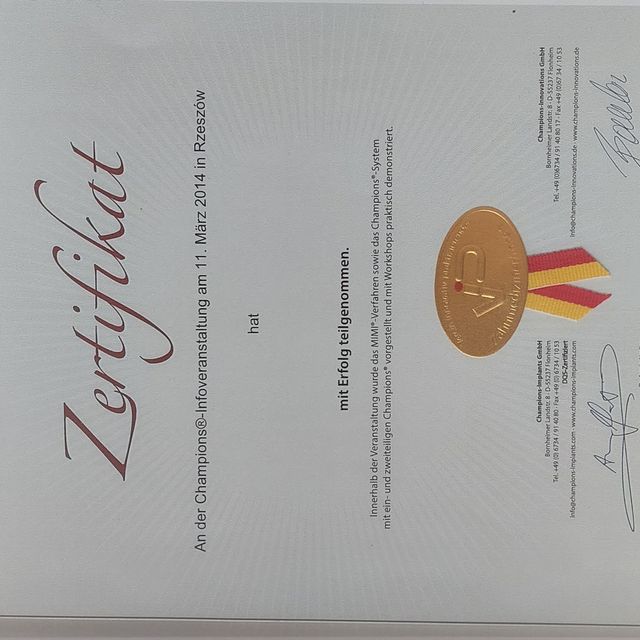 Zertifikat
An der Champions®-Infoveranstaltung am 11. März 2014 in Rzeszów
hat
mit Erfolg teilgenommen.
Innerhalb der Veranstaltung wurde das MIMI®-Verfahren sowie das Champions®-System
mit ein- und zweiteiligen Champions® vorgestellt und mit Workshops praktisch demonstriert.
VIP
Zahnmedizin
Champions-Implants GmbH
Bornheimer Landstr. 8 · D-55237 Flonheim
Tel. +49 (0) 6734 / 91 40 80 · Fax +49 (0) 6734 / 10 53
DQS-Zertifiziert
info@champions-implants.com · www.champions-implants.com
Champions-Innovations GmbH
Bornheimer Landstr. 8 · D-55237 Flonheim
Tel. +49 (0)6734 / 91 40 80 17 · Fax +49 (0)67 34 / 10 53
info@champions-innovations.de · www.champions-innovations.de